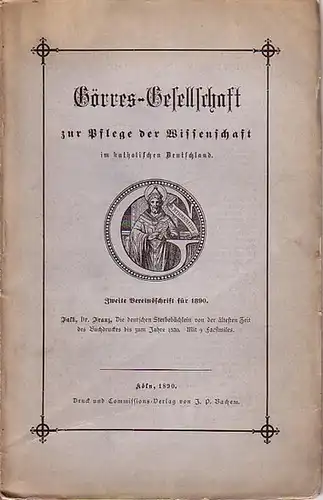 Görres-Gesellschaft
zur Pflege der Wissenschaft
im katholischen Deutschland.
Zweite Vereinsschrift für 1890.
Falk, Dr. Franz, Die deutschen Sterbebüchlein von der ältesten Zeit
des Buchdruckes bis zum Jahre 1520. Mit 9 Facsimiles.
Köln, 1890.
Druck und Commissions-Verlag von J. P. Bachem.